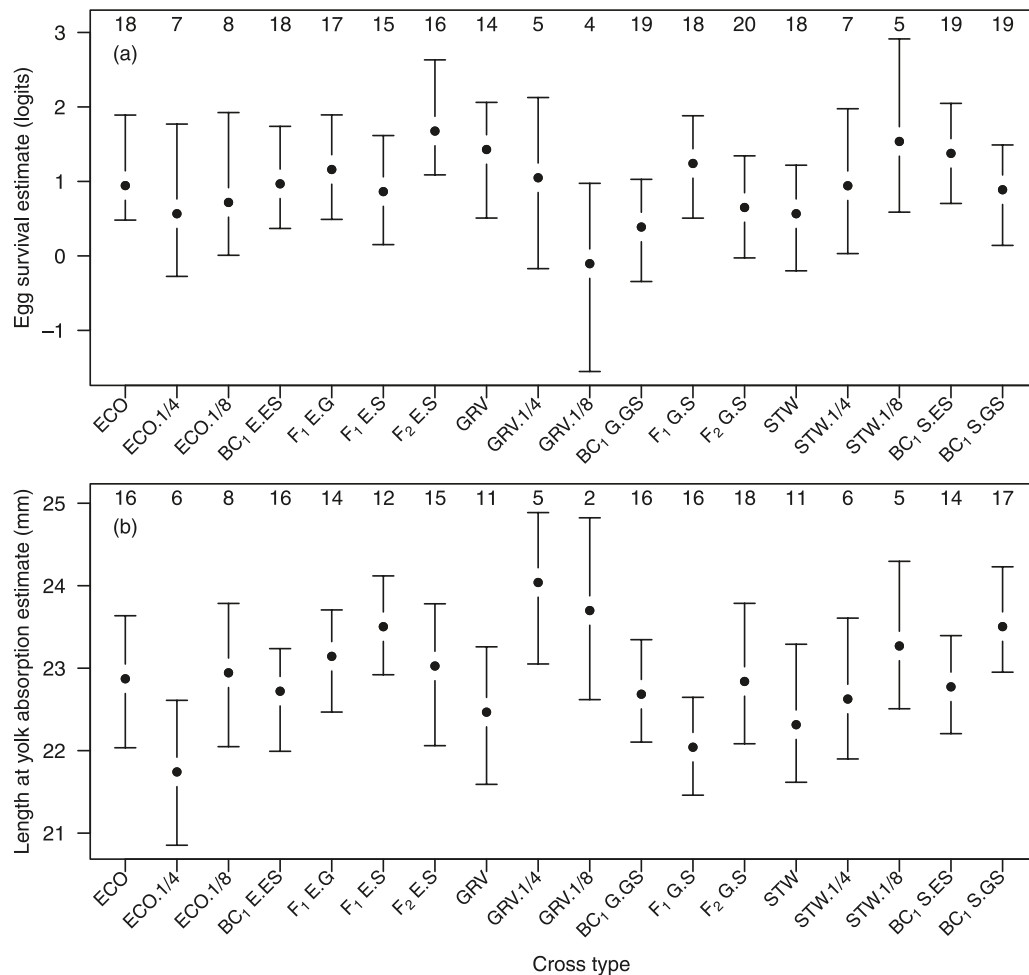 18 7 8 18 17 15 16 14 5 4 19 18 20 18 7 5 19 19
(a)
Egg survival estimate (logits)
3
2
1
0
−1
ECO ECO.1/4 ECO.1/8 BC1 E.ES F1 E.G F1 E.S F2 E.S GRV GRV.1/4 GRV.1/8 BC1 G.GS F1 G.S F2 G.S STW STW.1/4 STW.1/8 BC1 S.ES BC1 S.GS
16 6 8 16 14 12 15 11 5 2 16 16 18 11 6 5 14 17
(b)
Length at yolk absorption estimate (mm)
25
24
23
22
21
ECO ECO.1/4 ECO.1/8 BC1 E.ES F1 E.G F1 E.S F2 E.S GRV GRV.1/4 GRV.1/8 BC1 G.GS F1 G.S F2 G.S STW STW.1/4 STW.1/8 BC1 S.ES BC1 S.GS
Cross type